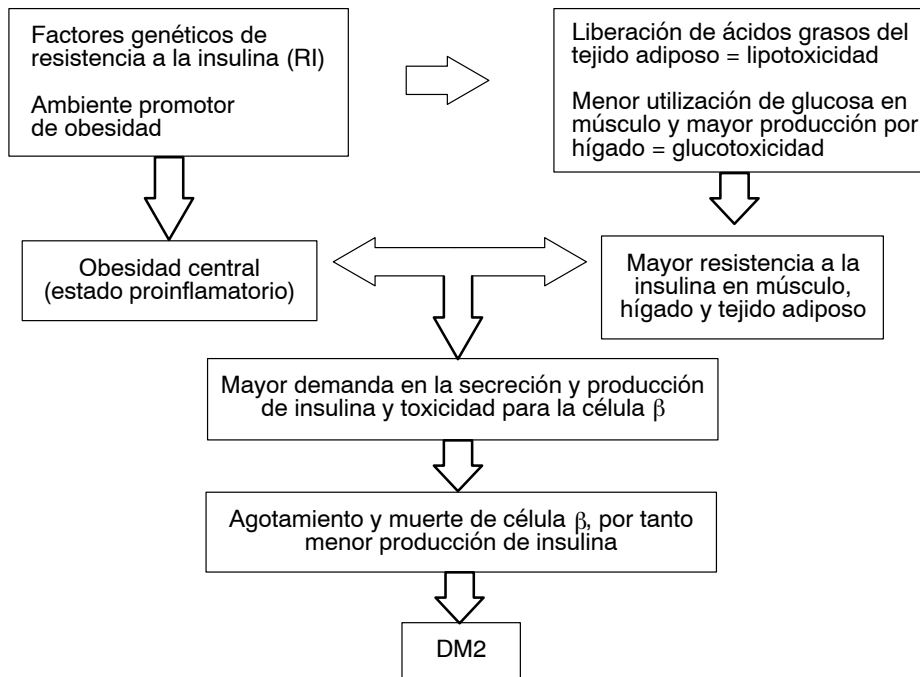 Factores genéticos de
resistencia a la insulina (RI)
Ambiente promotor
de obesidad
Liberación de ácidos grasos del
tejido adiposo = lipotoxicidad
Menor utilización de glucosa en
músculo y mayor producción por
hígado = glucotoxicidad
Obesidad central
(estado proinflamatorio)
Mayor resistencia a la
insulina en músculo,
hígado y tejido adiposo
Mayor demanda en la secreción y producción
de insulina y toxicidad para la célula β
Agotamiento y muerte de célula β, por tanto
menor producción de insulina
DM2